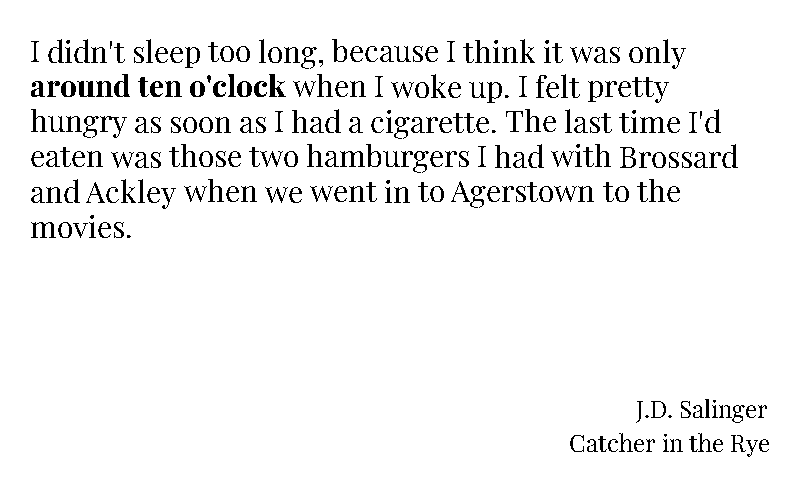 I didn't sleep too long, because I think it was only
around ten o'clock when I woke up. I felt pretty
hungry as soon as I had a cigarette. The last time I'd
eaten was those two hamburgers I had with Brossard
and Ackley when we went in to Agerstown to the
movies.
J.D. Salinger
Catcher in the Rye